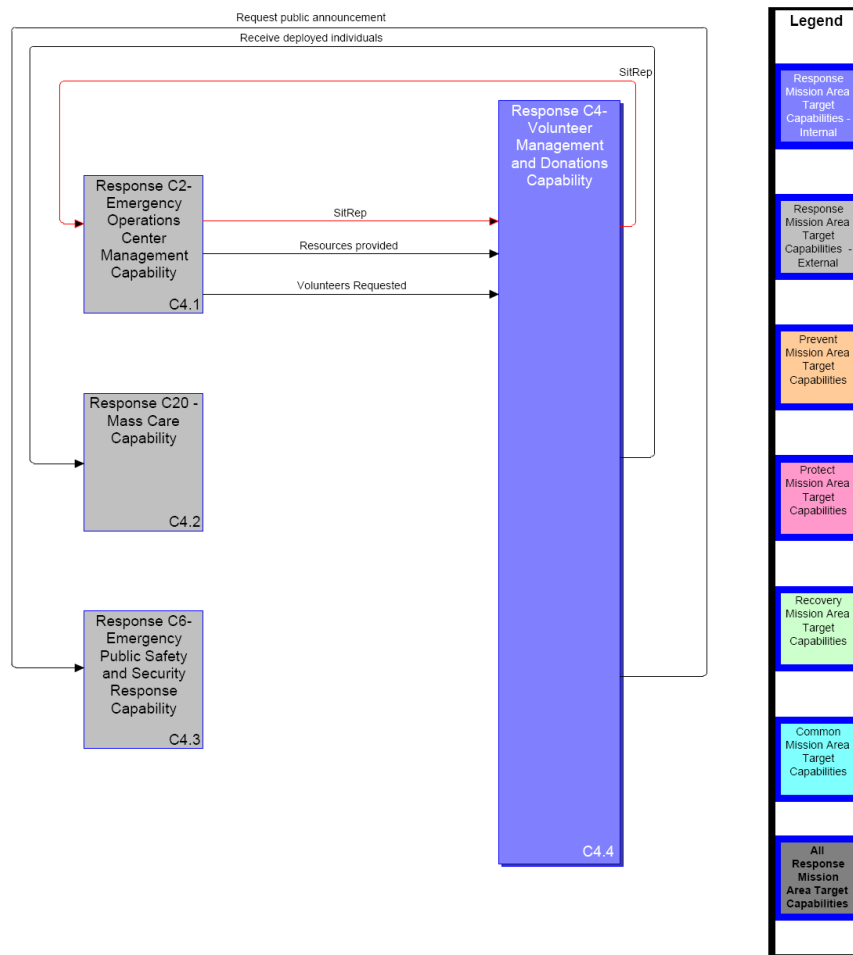 Request public announcement
Receive deployed individuals
SitRep
Response C4-
Volunteer
Management
and Donations
Capability
C4.4
Response C2-
Emergency
Operations
Center
Management
Capability
C4.1
SitRep
Resources provided
Volunteers Requested
Response C20 -
Mass Care
Capability
C4.2
Response C6-
Emergency
Public Safety
and Security
Response
Capability
C4.3
Legend
Response
Mission Area
Target
Capabilities -
Internal
Response
Mission Area
Target
Capabilities -
External
Prevent
Mission Area
Target
Capabilities
Protect
Mission Area
Target
Capabilities
Recovery
Mission Area
Target
Capabilities
Common
Mission Area
Target
Capabilities
All
Response
Mission
Area Target
Capabilities